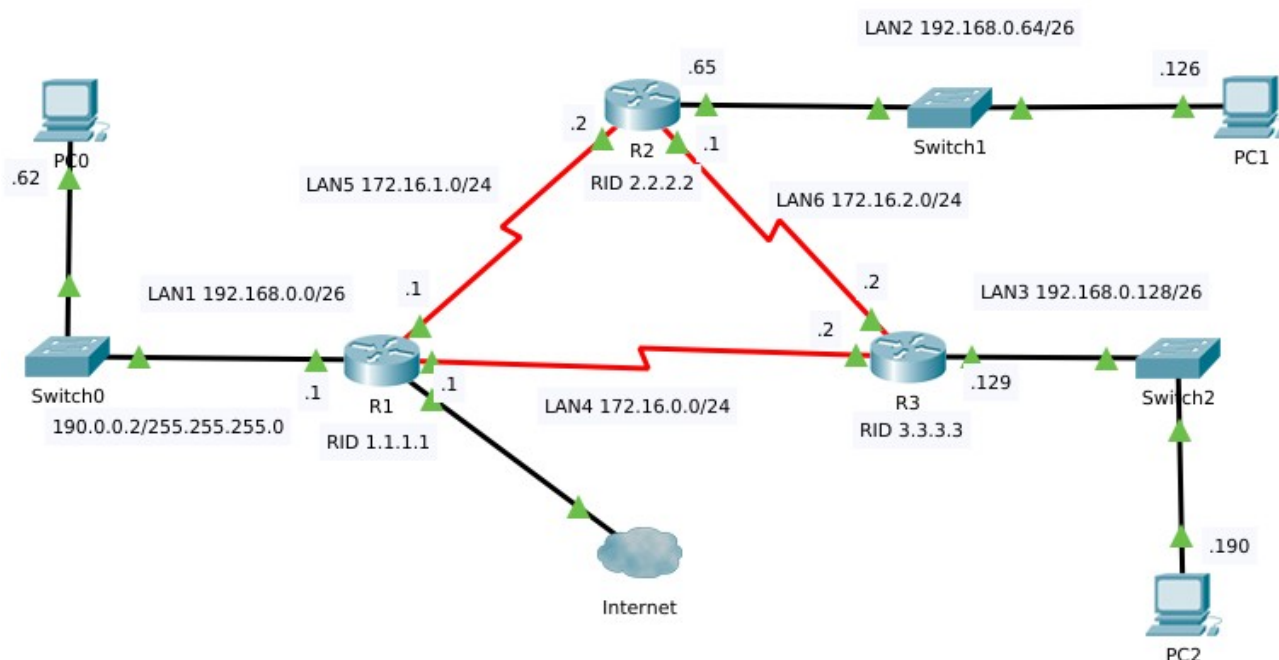 LAN2 192.168.0.64/26
.65
.126
.2
R2
.1
Switch1
PC1
PC0
.62
LAN5 172.16.1.0/24
RID 2.2.2.2
LAN6 172.16.2.0/24
LAN1 192.168.0.0/26
.1
.2
LAN3 192.168.0.128/26
.2
Switch0
.1
R1
.1
LAN4 172.16.0.0/24
R3
.129
Switch2
190.0.0.2/255.255.255.0
RID 1.1.1.1
RID 3.3.3.3
.190
Internet
PC2